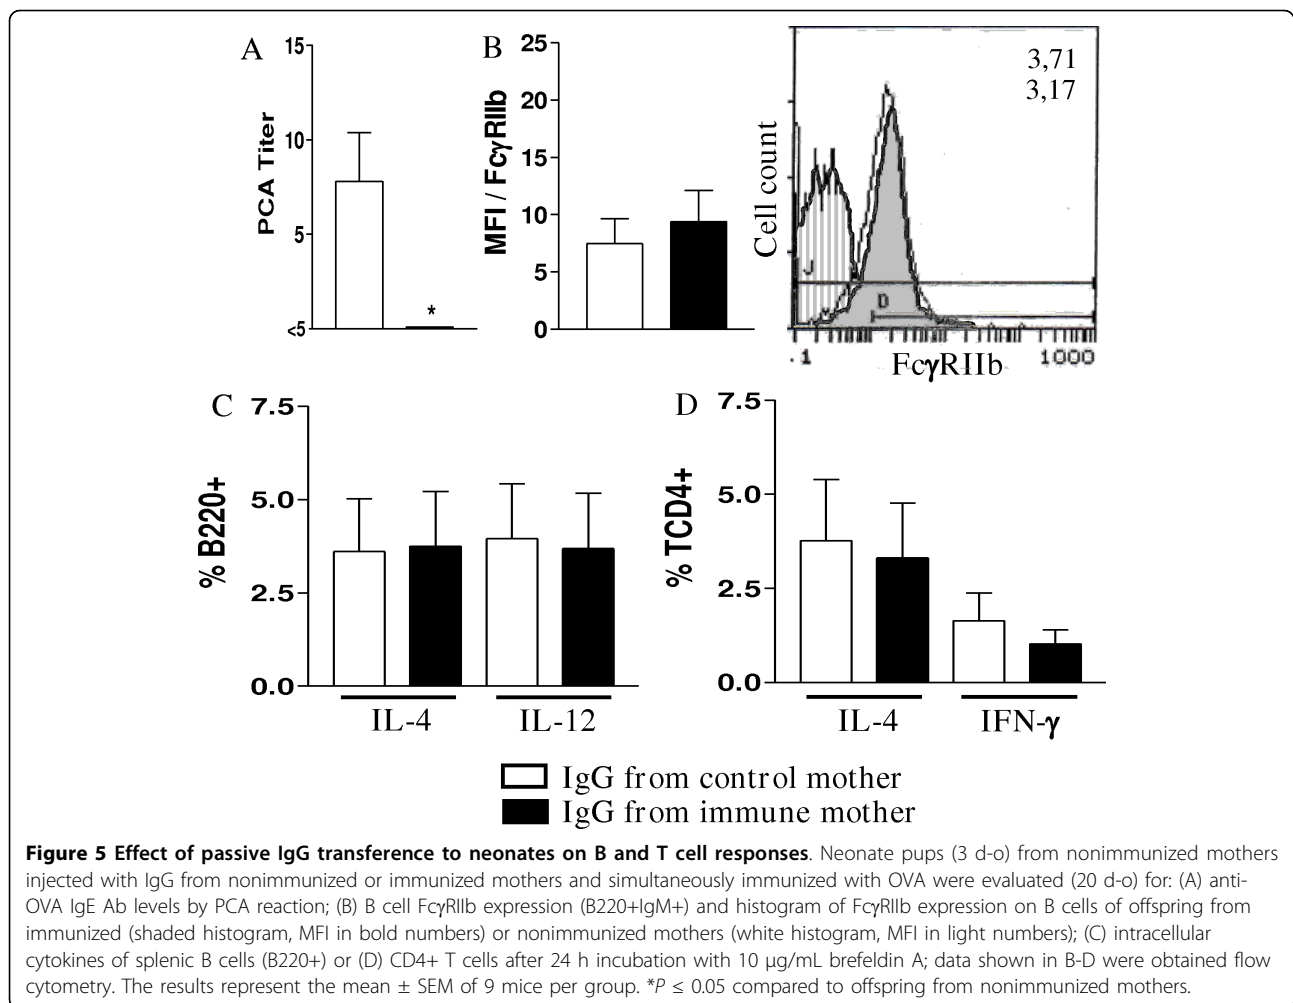 A
15
10
5
<5
PCA Titer
*
B
25
20
15
10
5
0
MFI / FcγRIIb
Cell count
3,71
3,17
J
D
.1
1000
FcγRIIb
C
7.5
5.0
2.5
0.0
% B220+
IL-4
IL-12
D
7.5
5.0
2.5
0.0
% TCD4+
IL-4
IFN-γ
IgG from control mother
IgG from immune mother
Figure 5 Effect of passive IgG transference to neonates on B and T cell responses. Neonate pups (3 d-o) from nonimmunized mothers
injected with IgG from nonimmunized or immunized mothers and simultaneously immunized with OVA were evaluated (20 d-o) for: (A) anti-
OVA IgE Ab levels by PCA reaction; (B) B cell FcγRIIb expression (B220+IgM+) and histogram of FcγRIIb expression on B cells of offspring from
immunized (shaded histogram, MFI in bold numbers) or nonimmunized mothers (white histogram, MFI in light numbers); (C) intracellular
cytokines of splenic B cells (B220+) or (D) CD4+ T cells after 24 h incubation with 10 μg/mL brefeldin A; data shown in B-D were obtained flow
cytometry. The results represent the mean ± SEM of 9 mice per group. *P ≤ 0.05 compared to offspring from nonimmunized mothers.